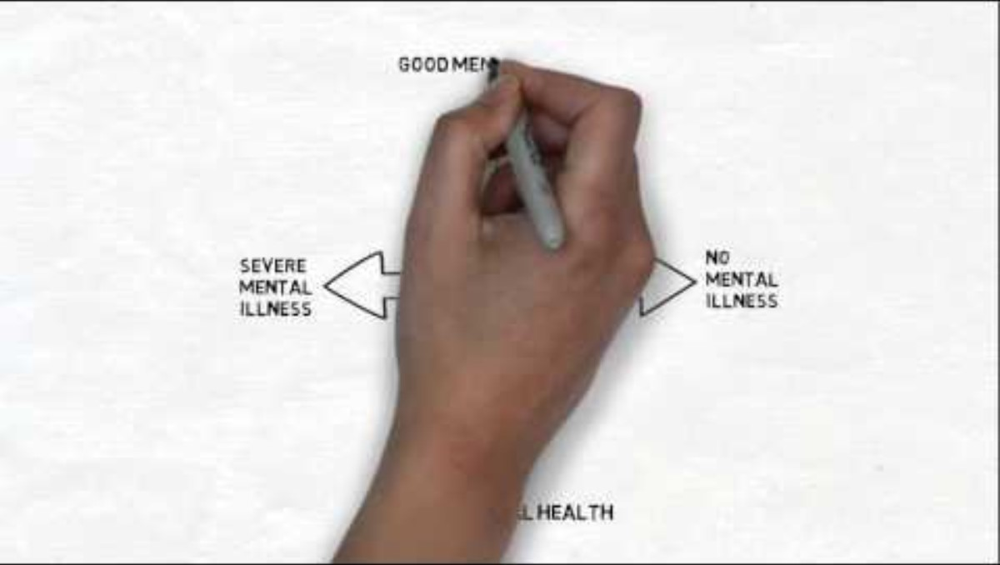 GOOD MEN
SEVERE
MENTAL
ILLNESS
NO
MENTAL
ILLNESS
HEALTH